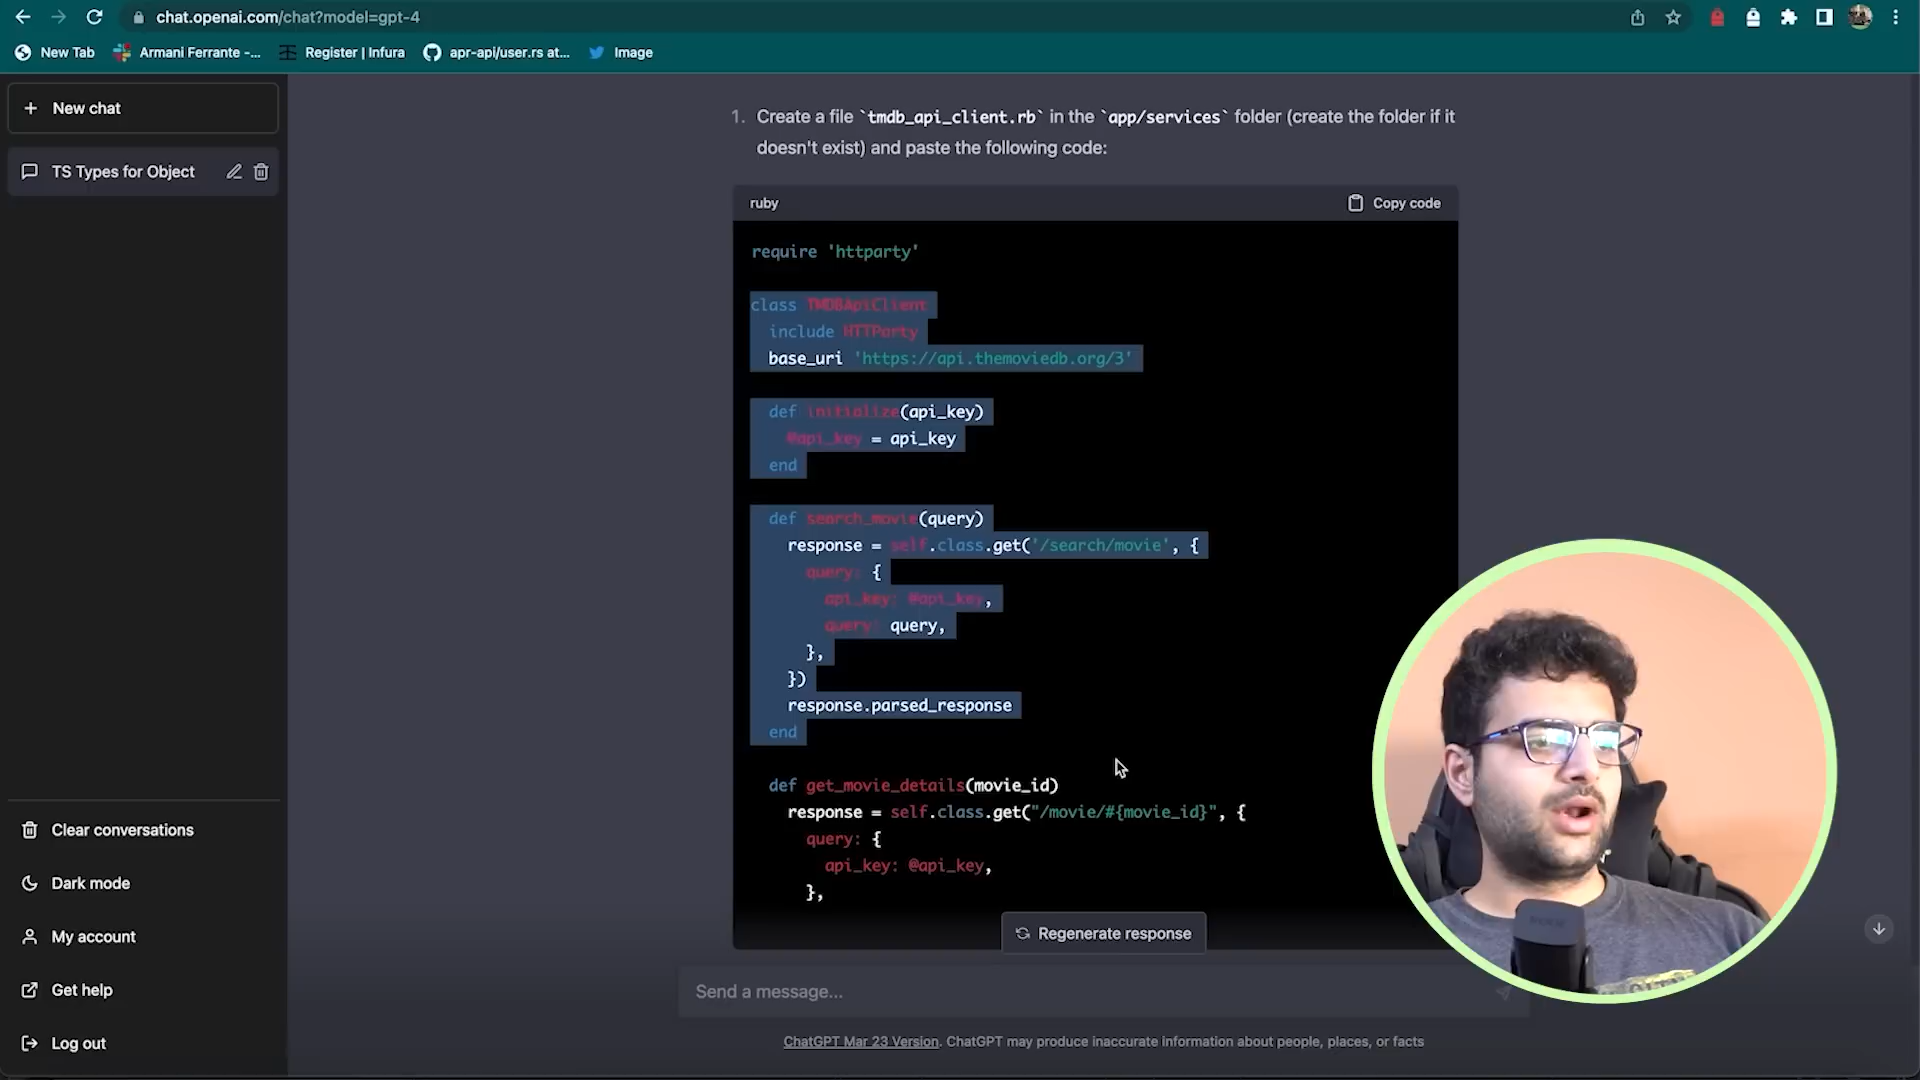 chat.openai.com/chat?model=gpt-4
New Tab
Armani Ferrante -...
Register | Infura
apr-api/user.rs at...
Image
New chat
TS Types for Object
Clear conversations
Dark mode
My account
Get help
Log out
1. Create a file `tmdb_api_client.rb` in the `app/services` folder (create the folder if it
doesn't exist) and paste the following code:
ruby
Copy code
require 'httparty'
class TMDBApiClient
include HTTParty
base_uri 'https://api.themoviedb.org/3'
def initialize(api_key)
@api_key = api_key
end
def search_movie(query)
response = self.class.get('/search/movie', {
query: {
api_key: @api_key,
query: query,
},
})
response.parsed_response
end
def get_movie_details(movie_id)
response = self.class.get("/movie/#{movie_id}", {
query: {
api_key: @api_key,
},
Regenerate response
Send a message...
ChatGPT Mar 23 Version. ChatGPT may produce inaccurate information about people, places, or facts